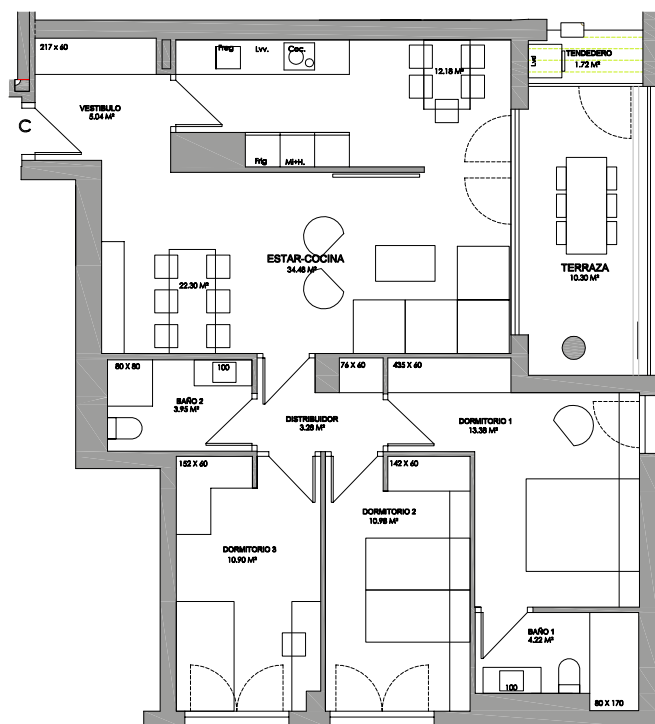 217 x 60
Freg
Lvv.
Coc.
12.18 M²
Lvd
TENDEDERO
1.72 M²
VESTIBULO
5.04 M²
C
Frig
Mi+H.
ESTAR-COCINA
34.48 M²
22.30 M²
TERRAZA
10.30 M²
80 X 80
100
76 X 60
435 X 60
BAÑO 2
3.95 M²
DISTRIBUIDOR
3.28 M²
DORMITORIO 1
13.38 M²
152 X 60
142 X 60
DORMITORIO 2
10.98 M²
DORMITORIO 3
10.90 M²
BAÑO 1
4.22 M²
100
80 X 170